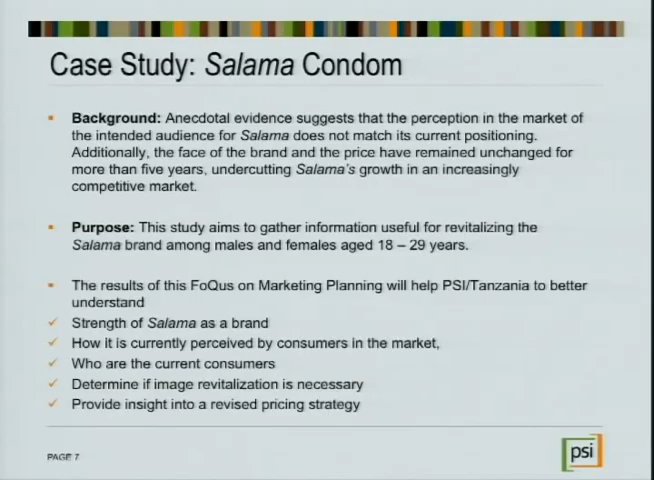 Case Study: Salama Condom
Background: Anecdotal evidence suggests that the perception in the market of
the intended audience for Salama does not match its current positioning.
Additionally, the face of the brand and the price have remained unchanged for
more than five years, undercutting Salama's growth in an increasingly
competitive market.
Purpose: This study aims to gather information useful for revitalizing the
Salama brand among males and females aged 18 – 29 years.
The results of this FoQus on Marketing Planning will help PSI/Tanzania to better
understand
Strength of Salama as a brand
How it is currently perceived by consumers in the market,
Who are the current consumers
Determine if image revitalization is necessary
Provide insight into a revised pricing strategy
PAGE 7
psi